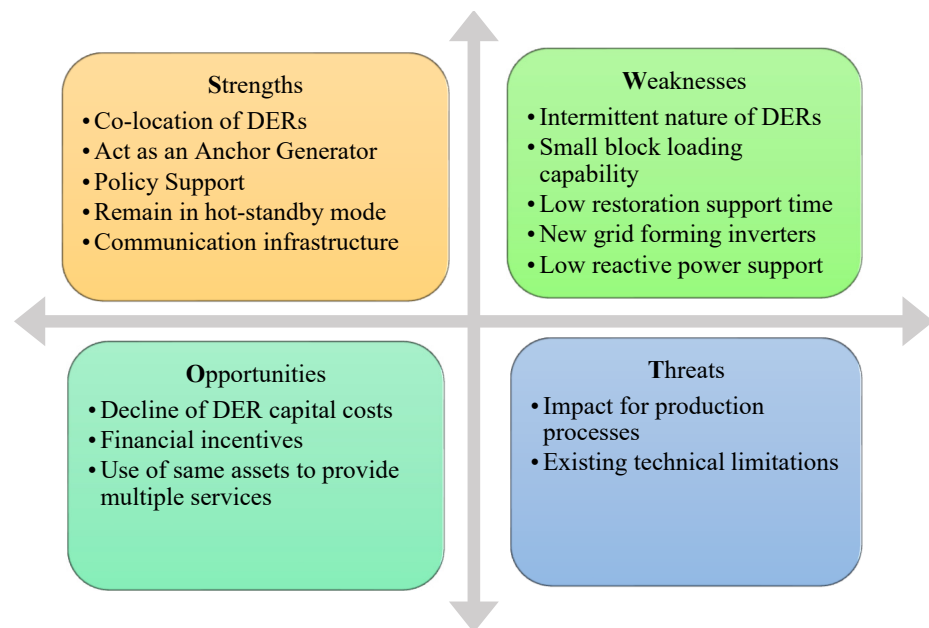 Strengths
• Co-location of DERs
• Act as an Anchor Generator
• Policy Support
• Remain in hot-standby mode
• Communication infrastructure
Weaknesses
• Intermittent nature of DERs
• Small block loading
capability
• Low restoration support time
• New grid forming inverters
• Low reactive power support
Opportunities
• Decline of DER capital costs
• Financial incentives
• Use of same assets to provide
multiple services
Threats
• Impact for production
processes
• Existing technical limitations